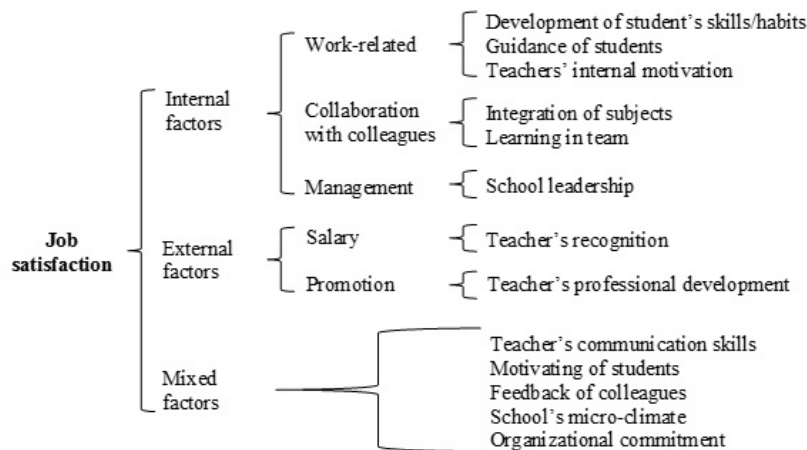 Job
satisfaction
Internal
factors
Work-related
Development of student's skills/habits
Guidance of students
Teachers' internal motivation
Collaboration
with colleagues
Integration of subjects
Learning in team
Management
School leadership
External
factors
Salary
Teacher's recognition
Promotion
Teacher's professional development
Mixed
factors
Teacher's communication skills
Motivating of students
Feedback of colleagues
School's micro-climate
Organizational commitment